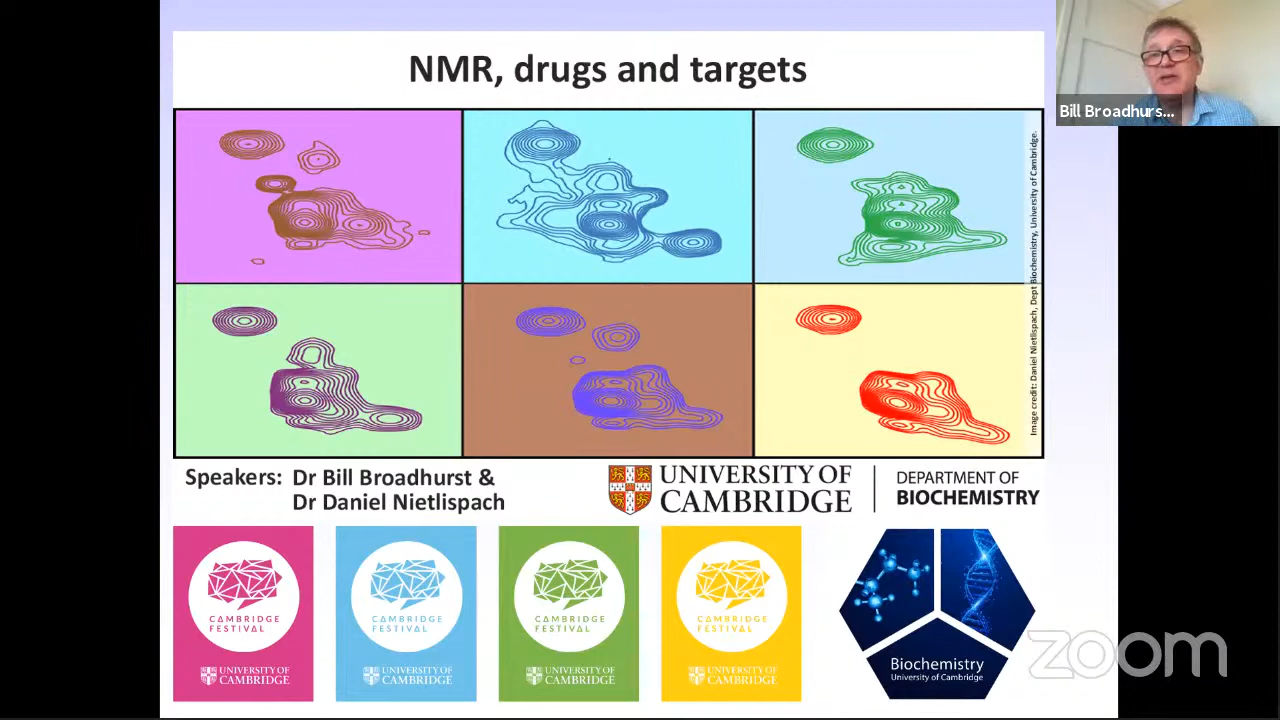 NMR, drugs and targets
Bill Broadhurs...
Image credit: Daniel Nietlispach, Dept Biochemistry, University of Cambridge.
Speakers: Dr Bill Broadhurst &
Dr Daniel Nietlispach
UNIVERSITY OF
CAMBRIDGE
DEPARTMENT OF
BIOCHEMISTRY
CAMBRIDGE
FESTIVAL
UNIVERSITY OF
CAMBRIDGE
CAMBRIDGE
FESTIVAL
UNIVERSITY OF
CAMBRIDGE
CAMBRIDGE
FESTIVAL
UNIVERSITY OF
CAMBRIDGE
CAMBRIDGE
FESTIVAL
UNIVERSITY OF
CAMBRIDGE
Biochemistry
University of Cambridge
zoom